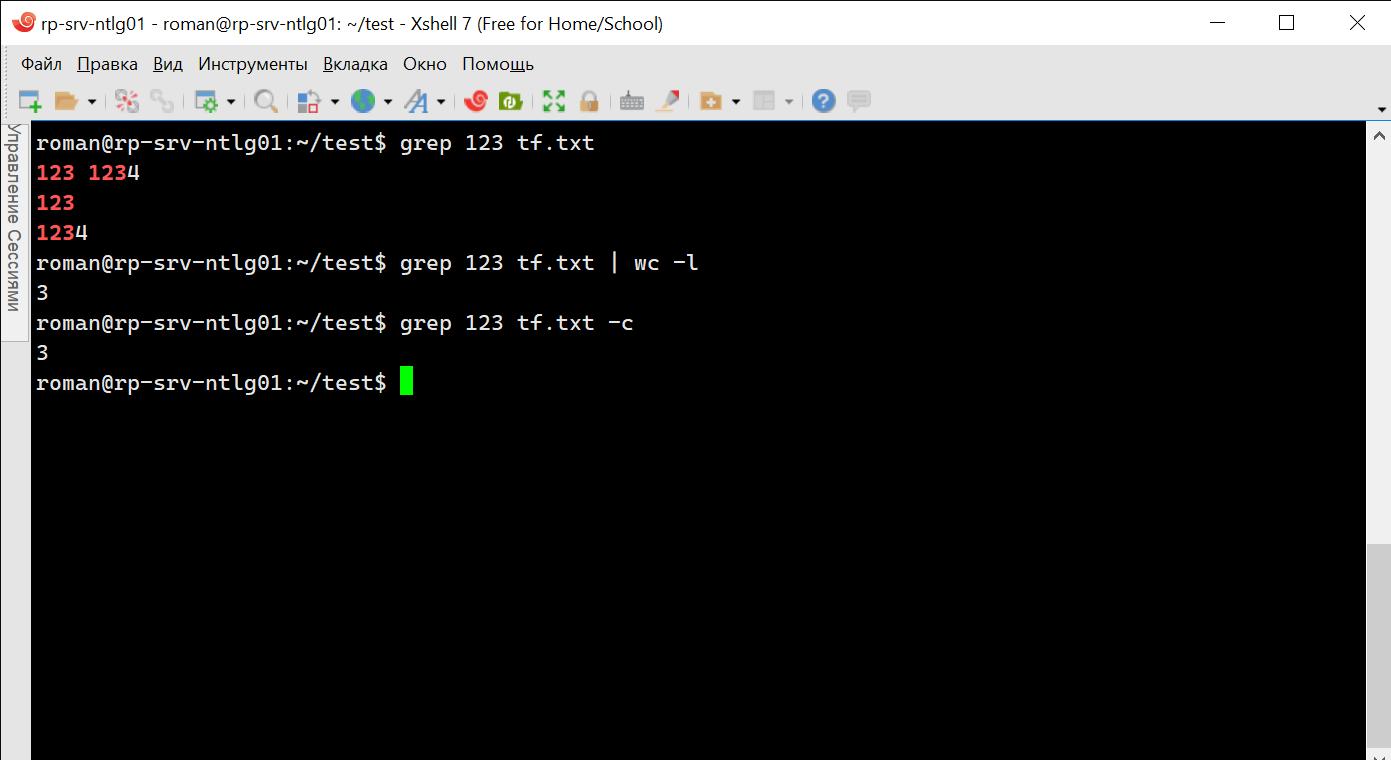 rp-srv-ntlg01 - roman@rp-srv-ntlg01: ~/test - Xshell 7 (Free for Home/School)
Файл Правка Вид Инструменты Вкладка Окно Помощь
Управление Сессиями
roman@rp-srv-ntlg01:~/test$ grep 123 tf.txt
123 1234
123
1234
roman@rp-srv-ntlg01:~/test$ grep 123 tf.txt | wc -l
3
roman@rp-srv-ntlg01:~/test$ grep 123 tf.txt -c
3
roman@rp-srv-ntlg01:~/test$